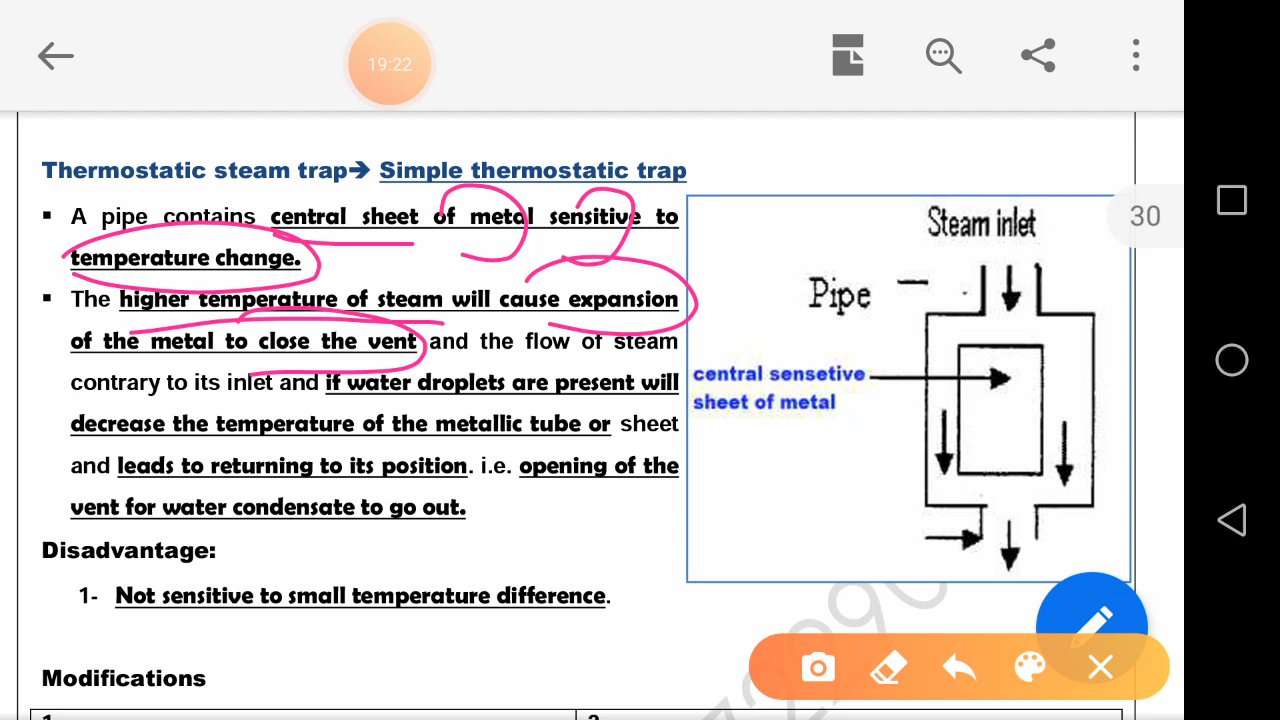 19:22
Thermostatic steam trap➔ Simple thermostatic trap
30
▪ A pipe contains central sheet of metal sensitive to
temperature change.
▪ The higher temperature of steam will cause expansion
of the metal to close the vent and the flow of steam
contrary to its inlet and if water droplets are present will
decrease the temperature of the metallic tube or sheet
and leads to returning to its position. i.e. opening of the
vent for water condensate to go out.
Steam inlet
Pipe
central sensetive
sheet of metal
Disadvantage:
1- Not sensitive to small temperature difference.
Modifications